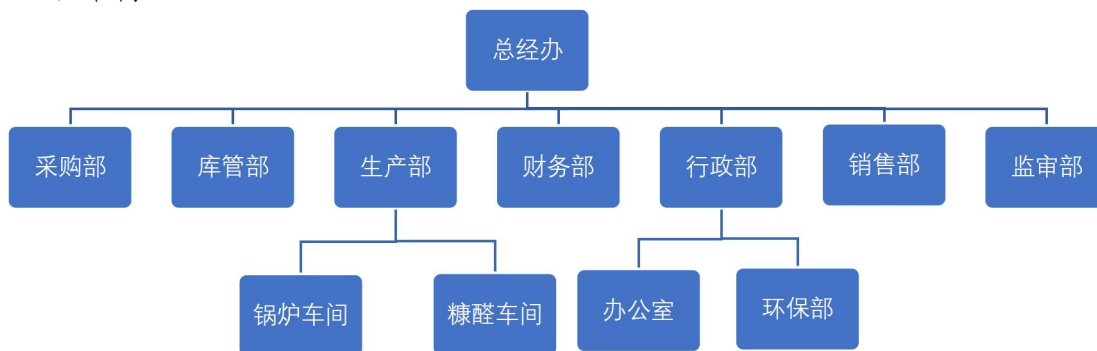 总经办
采购部 库管部 生产部 财务部 行政部 销售部 监审部
锅炉车间 糠醛车间 办公室 环保部